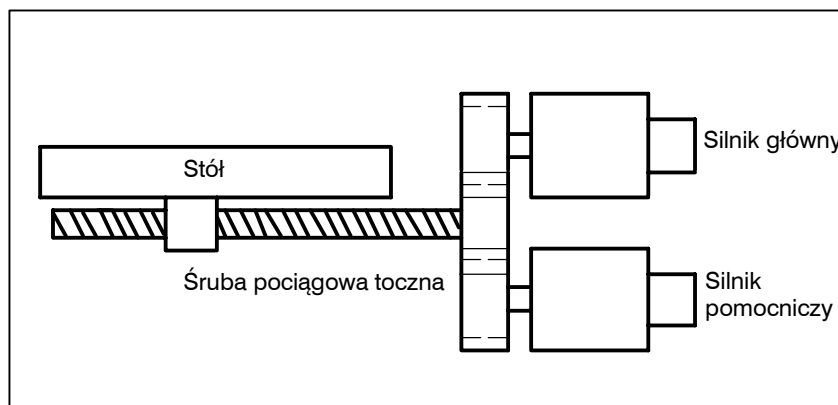 Stół
Silnik główny
Śruba pociągowa toczna
Silnik
pomocniczy